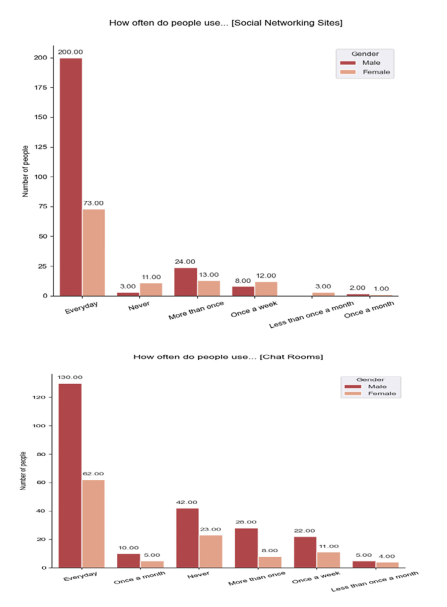 How often do people use... [Social Networking Sites]
Gender
Male
Female
Number of people
200
175
150
125
100
75
50
25
0
200.00
73.00
3.00
11.00
24.00
13.00
8.00
12.00
3.00
2.00
1.00
Everyday
Never
More than once
Once a week
Less than once a month
Once a month
How often do people use... [Chat Rooms]
Gender
Male
Female
Number of people
120
100
80
60
40
20
0
130.00
62.00
10.00
5.00
42.00
23.00
28.00
8.00
22.00
11.00
5.00
4.00
Everyday
Once a month
Never
More than once
Once a week
Less than once a month